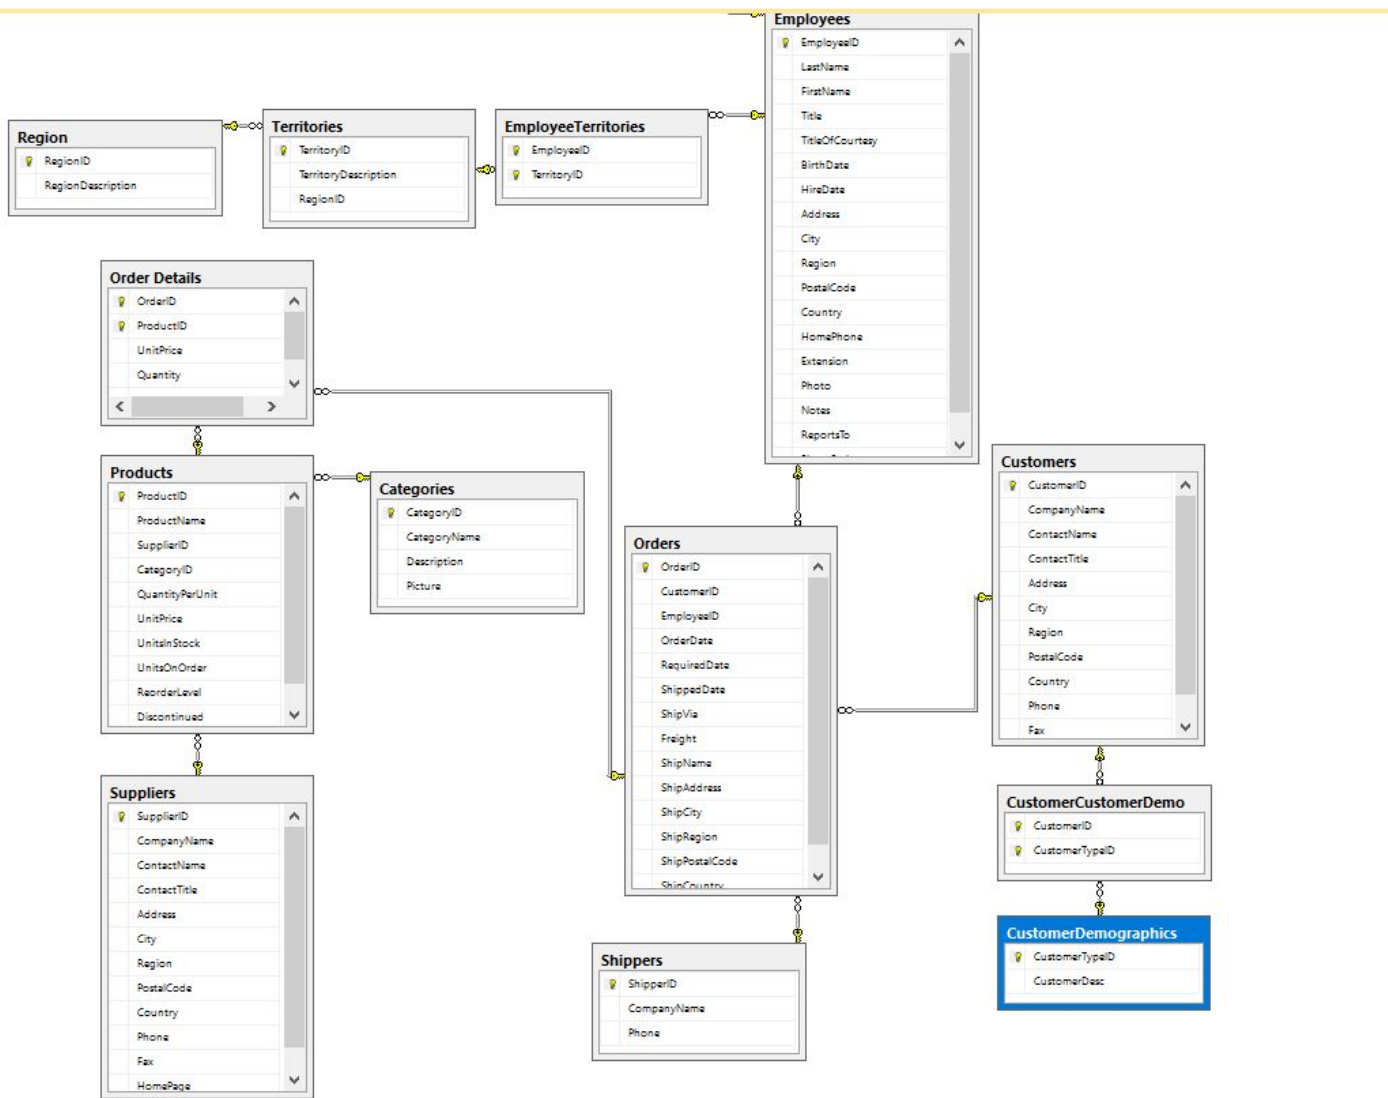 Employees
EmployeeID
LastName
FirstName
Title
TitleOfCourtesy
BirthDate
HireDate
Address
City
Region
PostalCode
Country
HomePhone
Extension
Photo
Notes
ReportsTo
Region
RegionID
RegionDescription
Territories
TerritoryID
TerritoryDescription
RegionID
EmployeeTerritories
EmployeeID
TerritoryID
Order Details
OrderID
ProductID
UnitPrice
Quantity
Products
ProductID
ProductName
SupplierID
CategoryID
QuantityPerUnit
UnitPrice
UnitsInStock
UnitsOnOrder
ReorderLevel
Discontinued
Categories
CategoryID
CategoryName
Description
Picture
Orders
OrderID
CustomerID
EmployeeID
OrderDate
RequiredDate
ShippedDate
ShipVia
Freight
ShipName
ShipAddress
ShipCity
ShipRegion
ShipPostalCode
ShipCountry
Customers
CustomerID
CompanyName
ContactName
ContactTitle
Address
City
Region
PostalCode
Country
Phone
Fax
Suppliers
SupplierID
CompanyName
ContactName
ContactTitle
Address
City
Region
PostalCode
Country
Phone
Fax
HomePage
Shippers
ShipperID
CompanyName
Phone
CustomerCustomerDemo
CustomerID
CustomerTypeID
CustomerDemographics
CustomerTypeID
CustomerDesc